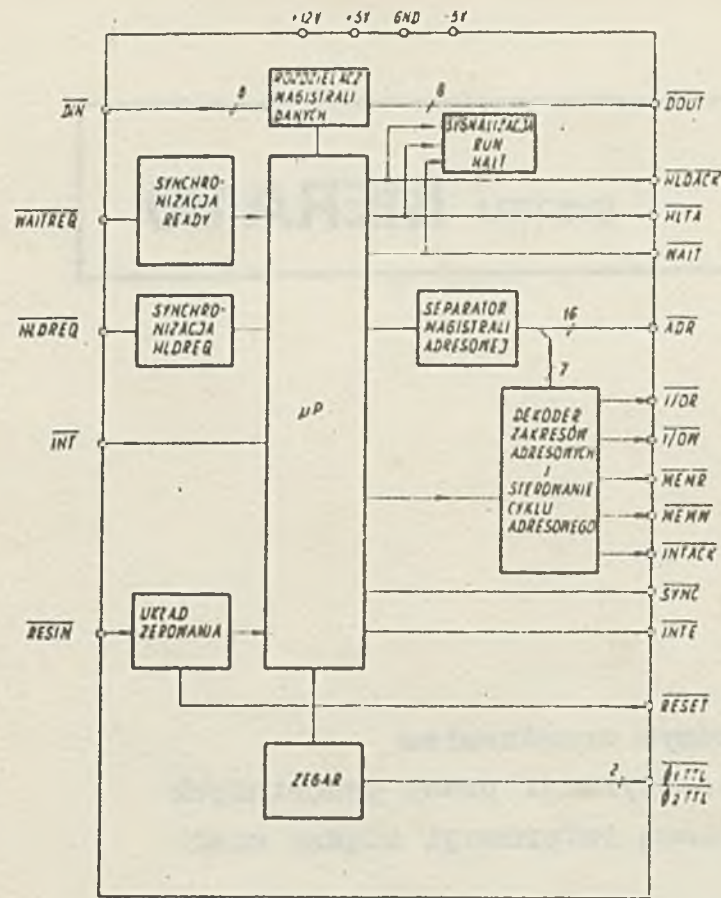 +12V +5V GND -5V
DIN
8
ROZDZIELACZ
MAGISTRALI
DANYCH
8
DOUT
SYGNALIZACJA
RUN
HALT
SYNCHRO-
NIZACJA
READY
WAITREQ
HLDACK
HLTA
WAIT
HLDREQ
SYNCHRO-
NIZACJA
HLDREQ
SEPARATOR
MAGISTRALI
ADRESOWEJ
16
ADR
7
µP
INT
DEKODER
ZAKRESÓW
ADRESOWYCH
I
STEROWANIE
CYKLU
ADRESOWEGO
I/OR
I/OW
MEMR
MEMW
INTACK
SYNC
RESIN
UKŁAD
ZEROWANIA
INTE
RESET
ZEGAR
2
ϕ1TTL
ϕ2TTL